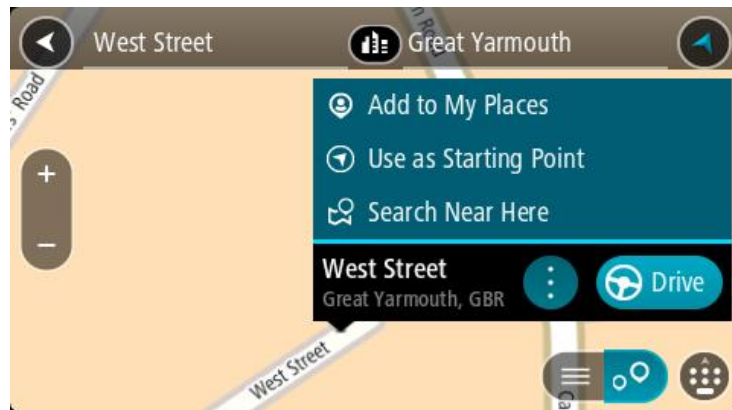 West Street
Great Yarmouth
Road
Road
Add to My Places
Use as Starting Point
Search Near Here
West Street
Great Yarmouth, GBR
Drive
West Street